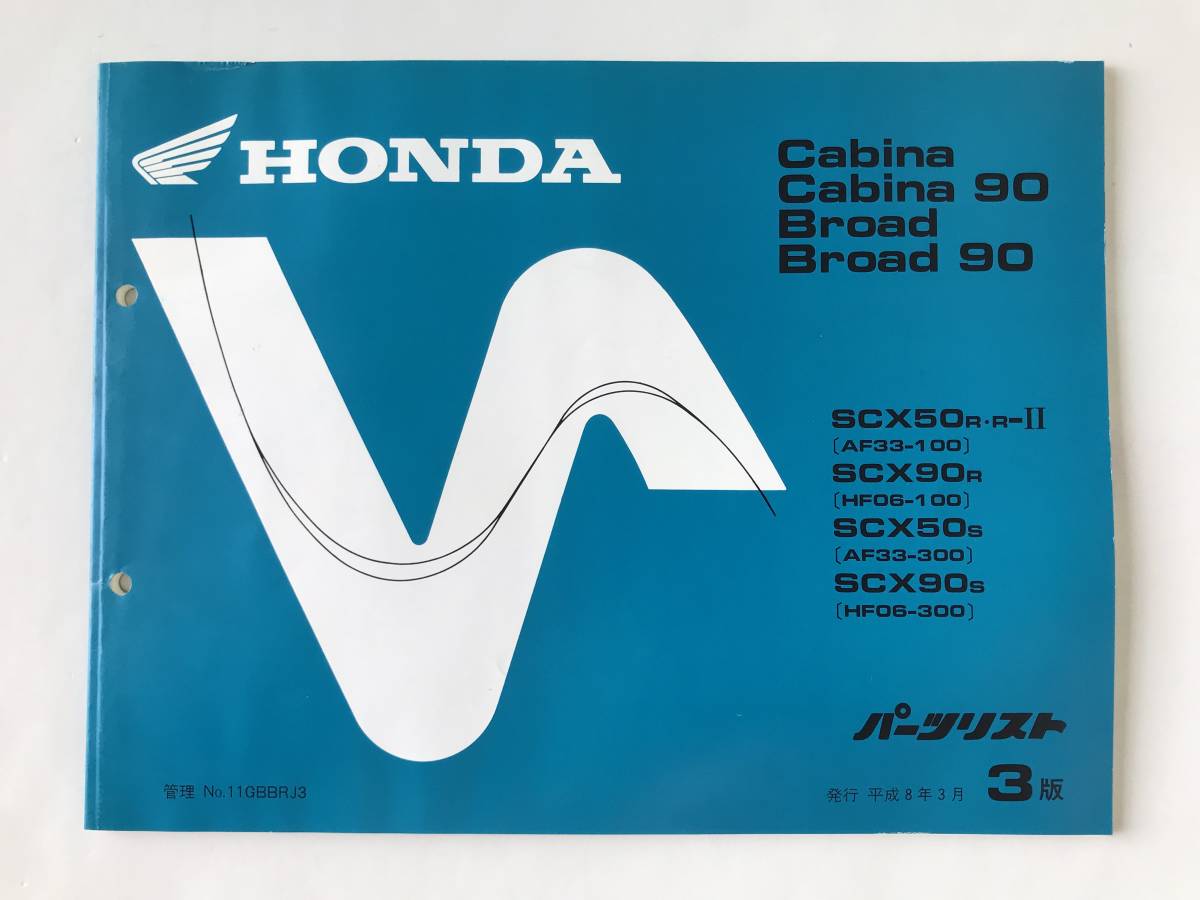 HONDA
Cabina
Cabina 90
Broad
Broad 90
SCX50R·R-II
〔AF33-100〕
SCX90R
〔HF06-100〕
SCX50S
〔AF33-300〕
SCX90S
〔HF06-300〕
パーツリスト
管理 No.11GBBRJ3
発行 平成8年3月 3版